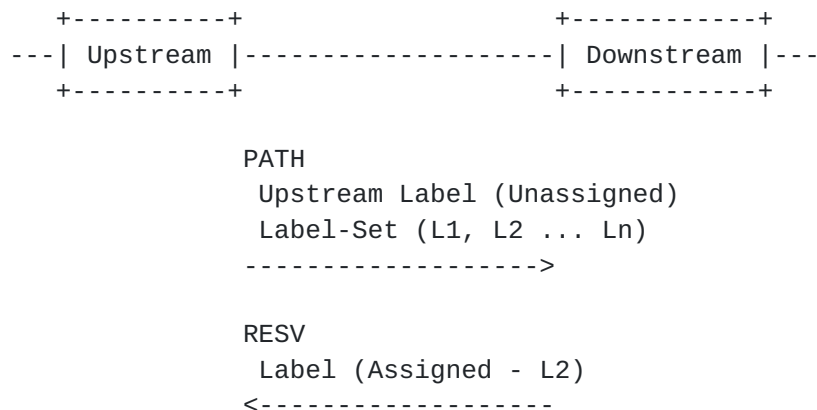 +----------+                    +------------+
---| Upstream |--------------------| Downstream |---
   +----------+                    +------------+

               PATH
                Upstream Label (Unassigned)
                Label-Set (L1, L2 ... Ln)
               ------------------->

               RESV
                Label (Assigned - L2)
               <-------------------